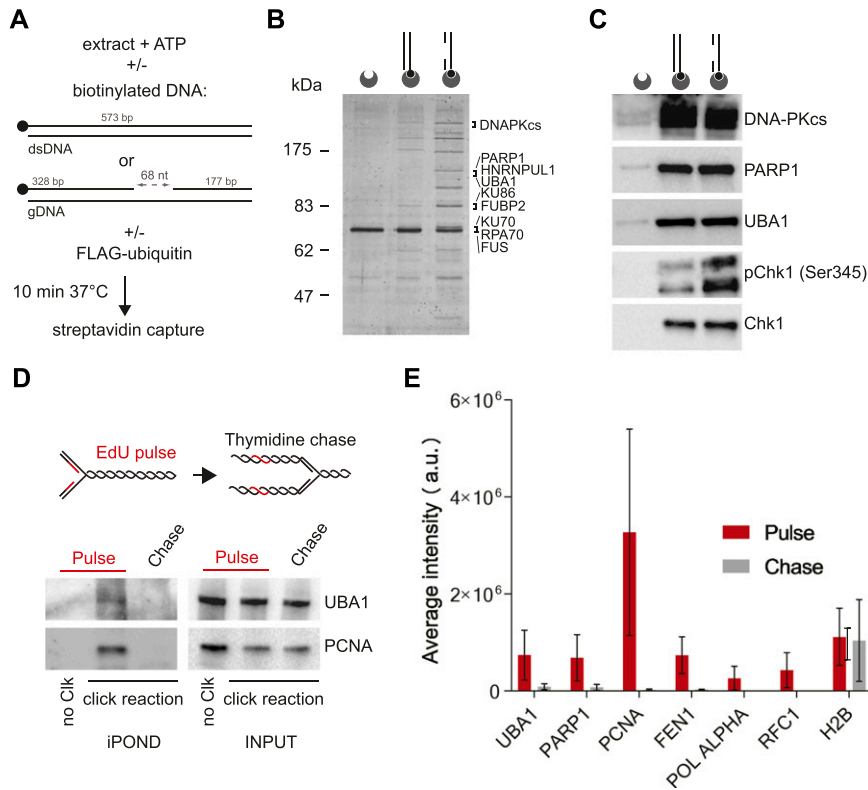 A
extract + ATP
+/-
biotinylated DNA:
573 bp
dsDNA
or
328 bp
68 nt
177 bp
gDNA
+/-
FLAG-ubiquitin
10 min 37°C
streptavidin capture
B
kDa
175
83
62
47
DNAPKcs
PARP1
HNRNPUL1
UBA1
KU86
FUBP2
KU70
RPA70
FUS
C
DNA-PKcs
PARP1
UBA1
pChk1 (Ser345)
Chk1
D
EdU pulse
Thymidine chase
Pulse
Chase
Pulse
Chase
UBA1
PCNA
no Clk
click reaction
no Clk
click reaction
iPOND
INPUT
E
Average intensity (a.u.)
6×10⁶
4×10⁶
2×10⁶
0
Pulse
Chase
UBA1
PARP1
PCNA
FEN1
POL ALPHA
RFC1
H2B